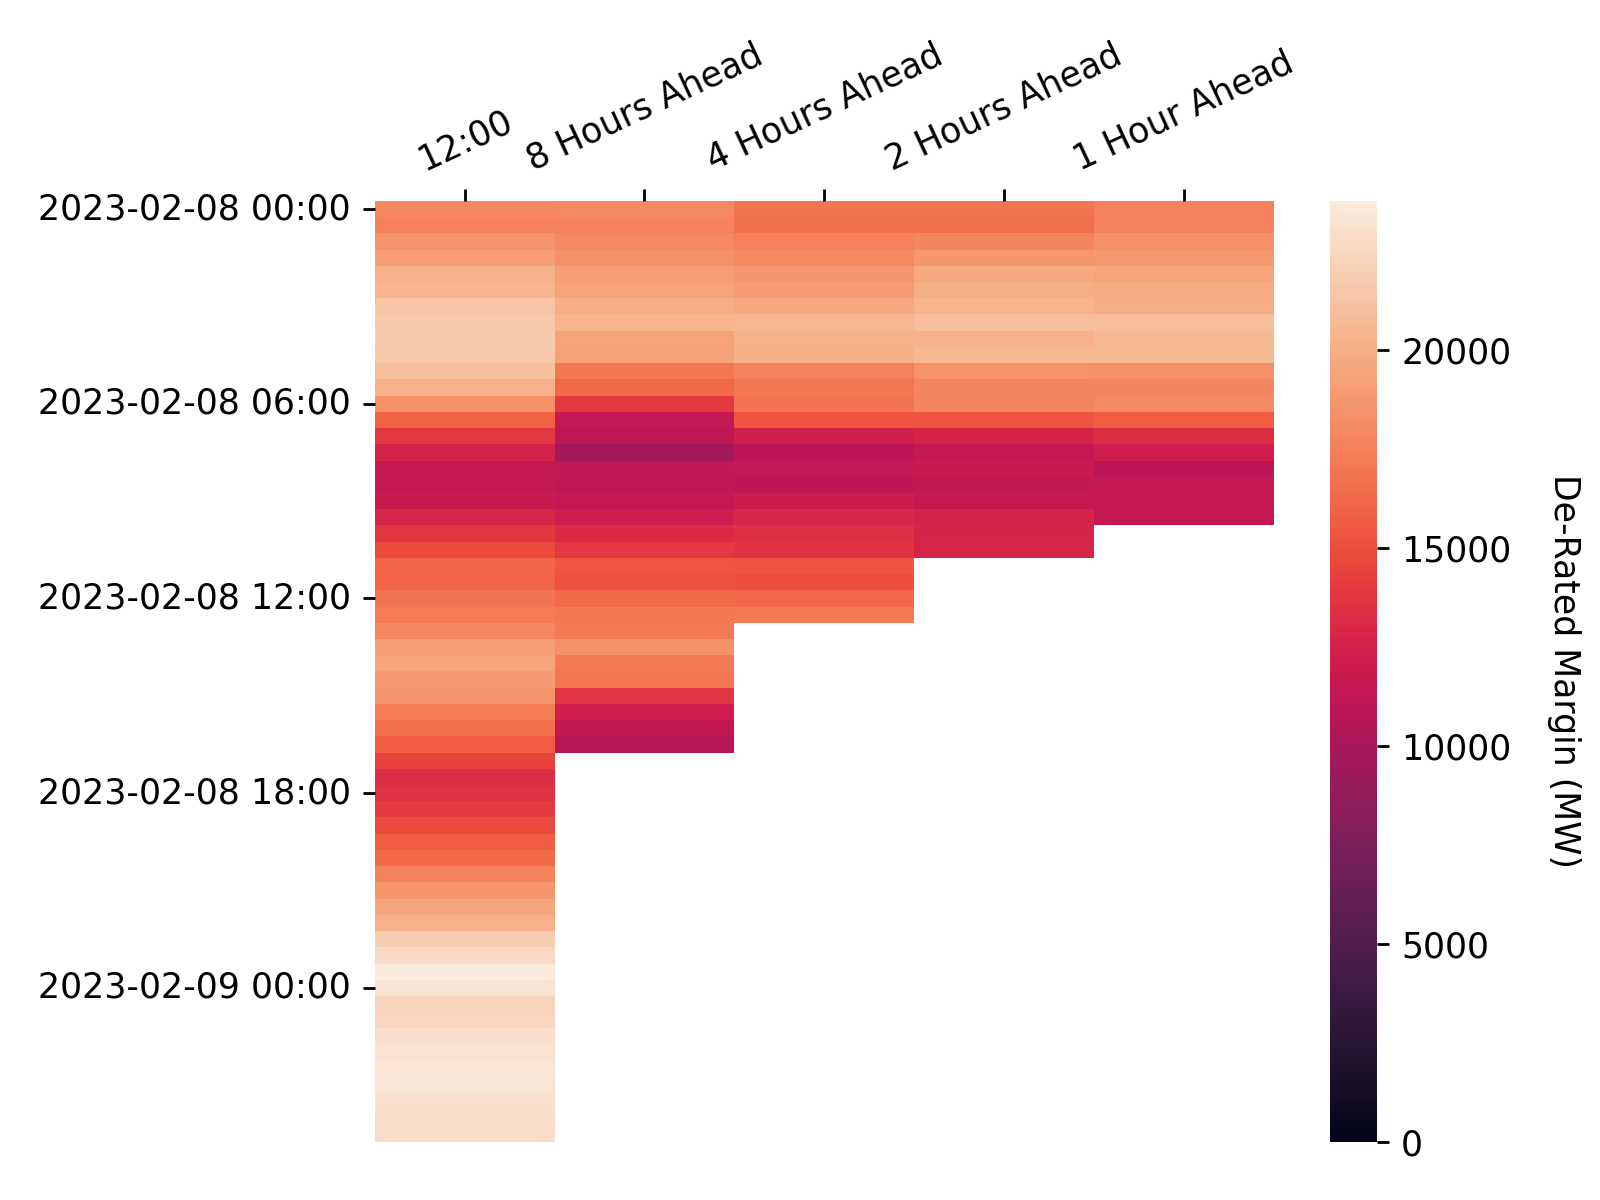 12:00
8 Hours Ahead
4 Hours Ahead
2 Hours Ahead
1 Hour Ahead
2023-02-08 00:00
2023-02-08 06:00
2023-02-08 12:00
2023-02-08 18:00
2023-02-09 00:00
20000
15000
10000
5000
0
De-Rated Margin (MW)